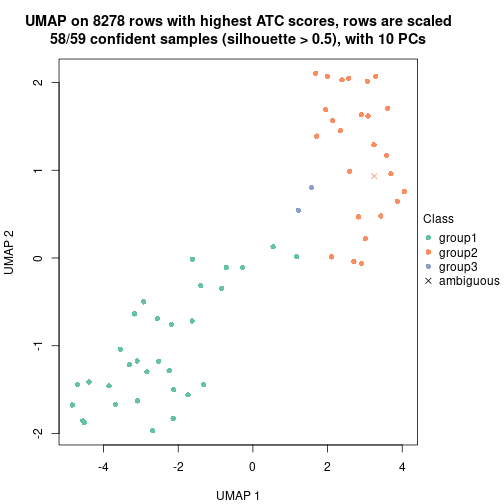 UMAP on 8278 rows with highest ATC scores, rows are scaled
58/59 confident samples (silhouette > 0.5), with 10 PCs
2
1
0
-1
-2
UMAP 2
-4
-2
0
2
4
UMAP 1
Class
group1
group2
group3
ambiguous